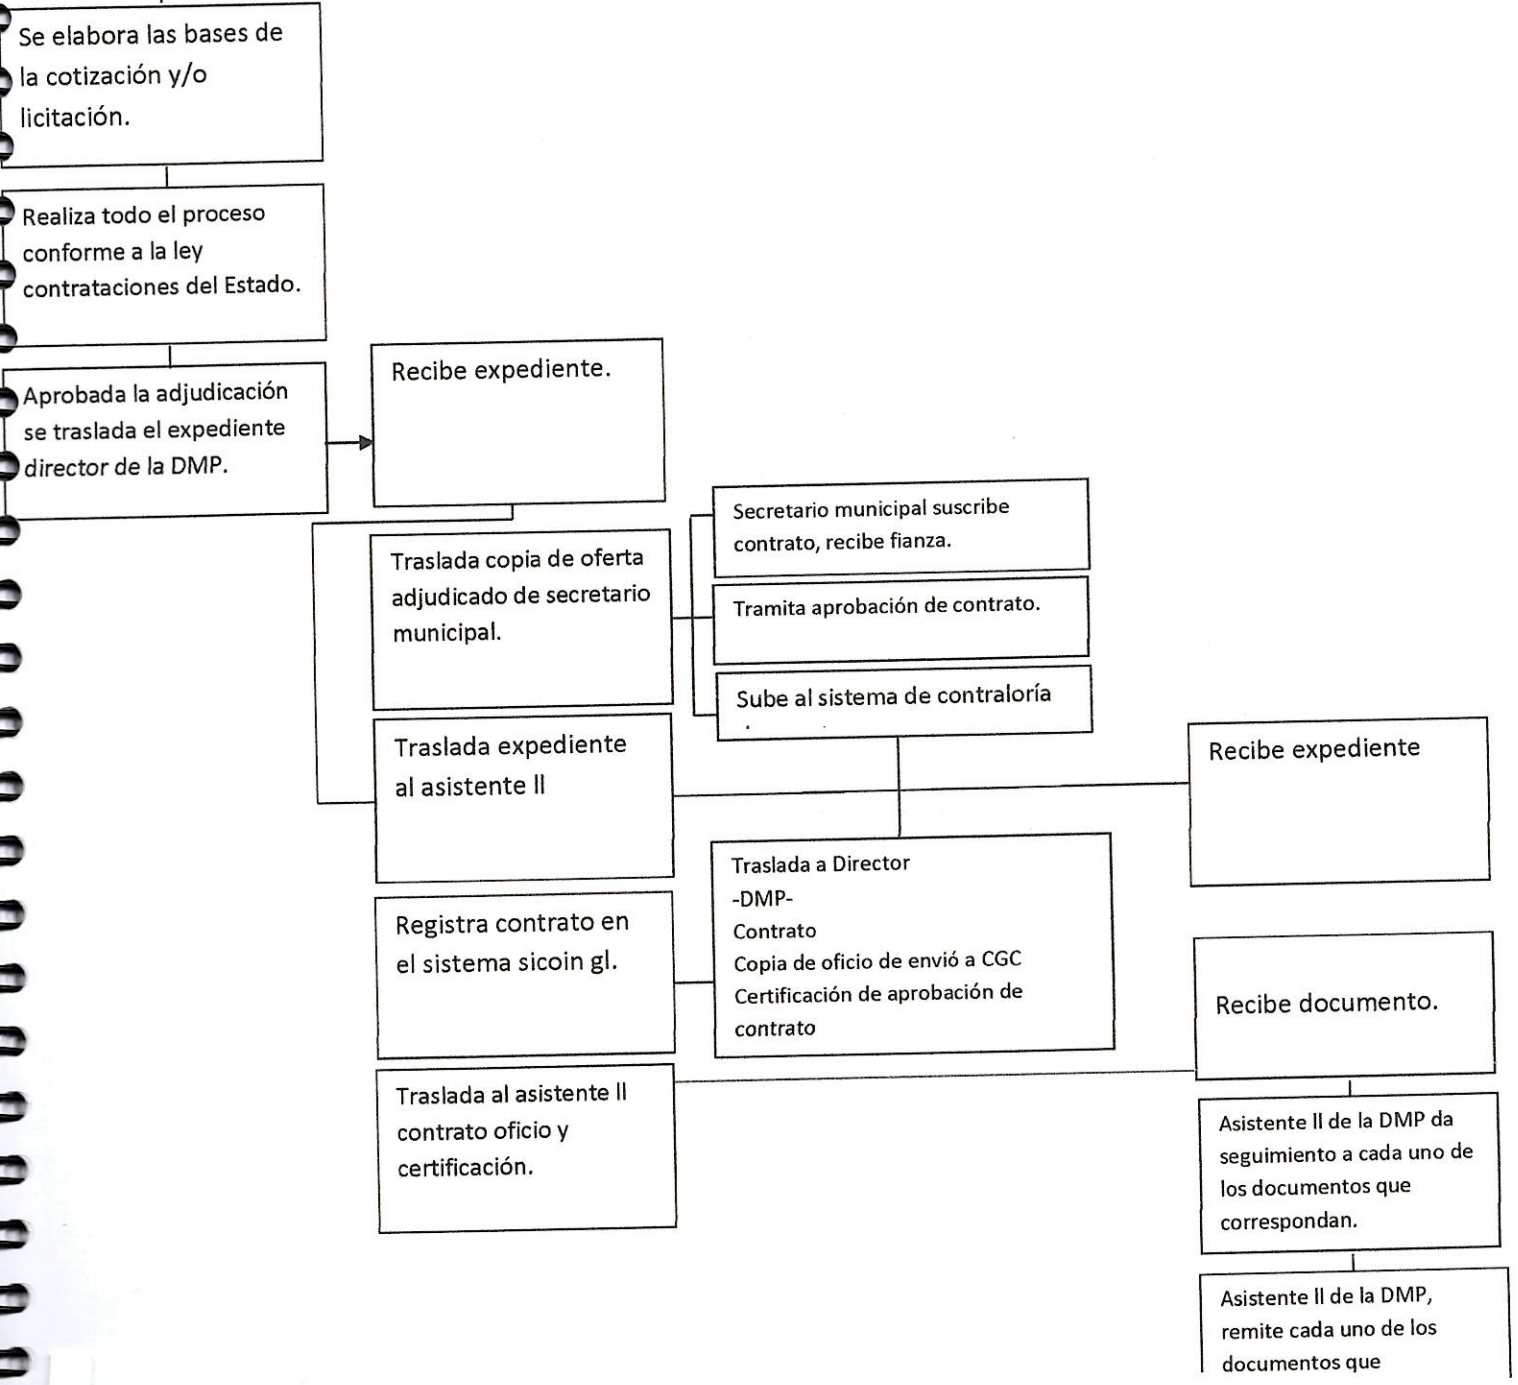 Se elabora las bases de
la cotización y/o
licitación.
Realiza todo el proceso
conforme a la ley
contrataciones del Estado.
Aprobada la adjudicación
se traslada el expediente
director de la DMP.
Recibe expediente.
Traslada copia de oferta
adjudicado de secretario
municipal.
Secretario municipal suscribe
contrato, recibe fianza.
Tramita aprobación de contrato.
Sube al sistema de contraloría
Traslada expediente
al asistente II
Recibe expediente
Registra contrato en
el sistema sicoin gl.
Traslada a Director
-DMP-
Contrato
Copia de oficio de envió a CGC
Certificación de aprobación de
contrato
Recibe documento.
Traslada al asistente II
contrato oficio y
certificación.
Asistente II de la DMP da
seguimiento a cada uno de
los documentos que
correspondan.
Asistente II de la DMP,
remite cada uno de los
documentos que